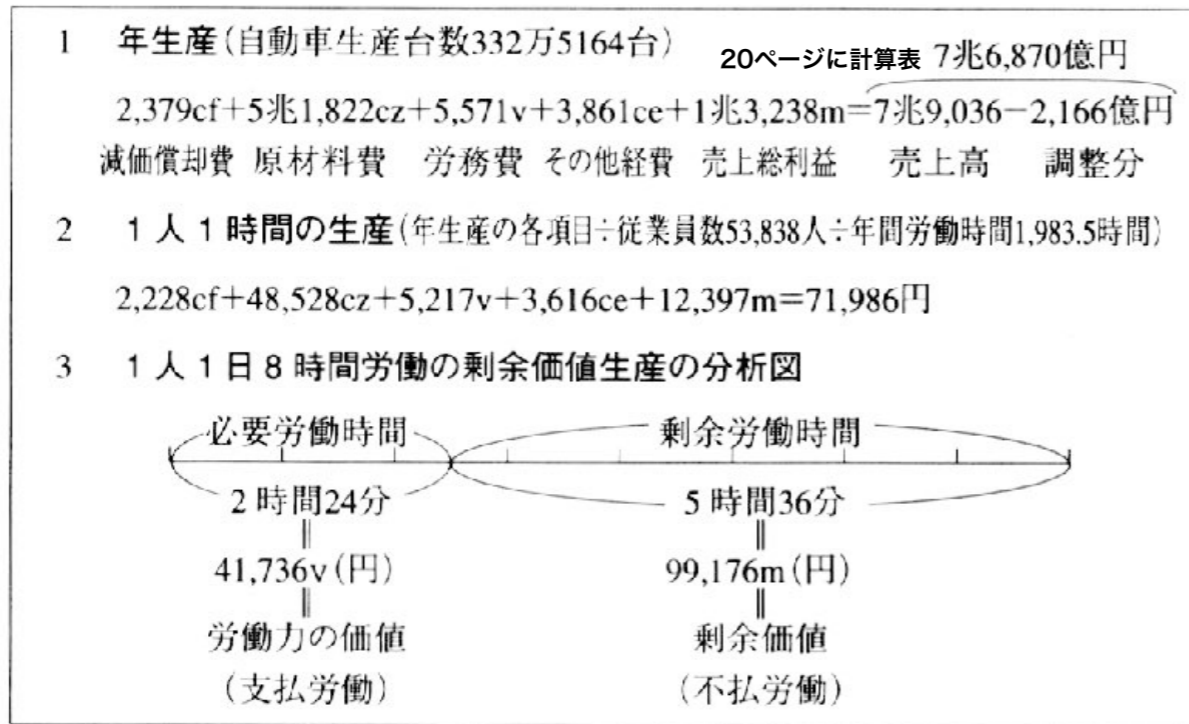 1 年生産(自動車生産台数332万5164台)
20ページに計算表 7兆6,870億円
2,379cf+5兆1,822cz+5,571v+3,861ce+1兆3,238m=7兆9,036-2,166億円
減価償却費 原材料費 労務費 その他経費 売上総利益 売上高 調整分
2 1人1時間の生産(年生産の各項目÷従業員数53,838人÷年間労働時間1,983.5時間)
2,228cf+48,528cz+5,217v+3,616ce+12,397m=71,986円
3 1人1日8時間労働の剰余価値生産の分析図
必要労働時間 剰余労働時間
2時間24分 5時間36分
‖ ‖
41,736v(円) 99,176m(円)
‖ ‖
労働力の価値 剰余価値
(支払労働) (不払労働)